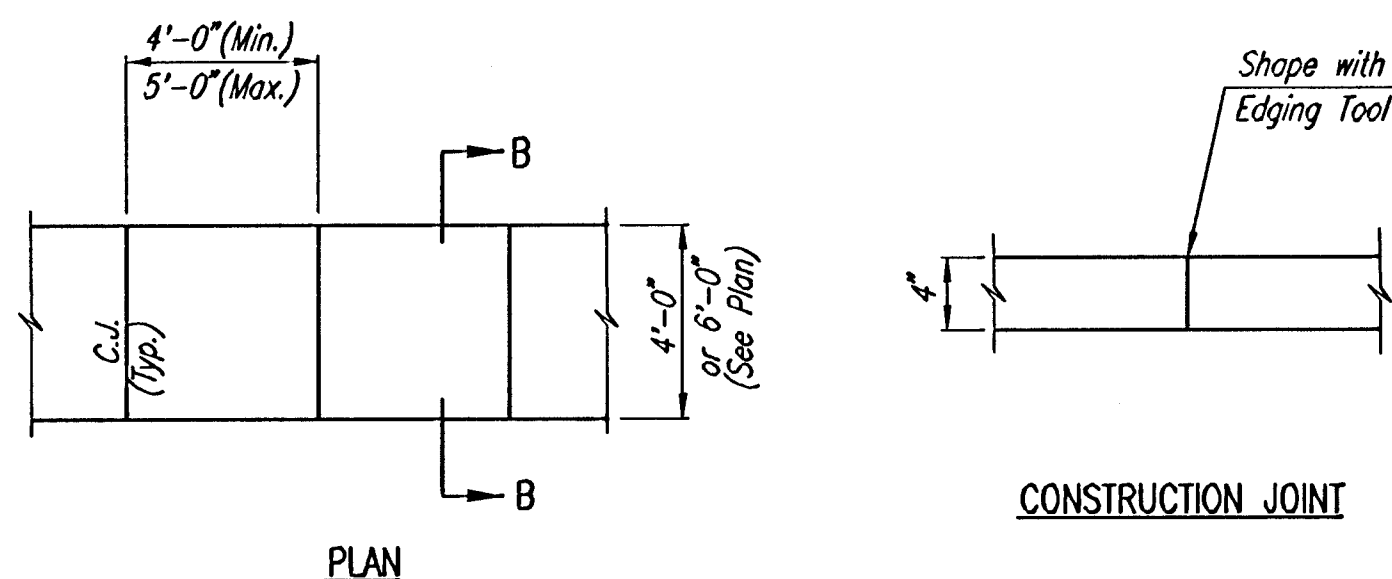 4'-0"(Min.)
5'-0"(Max.)
B
C.J.
(Typ.)
4'-0"
or 6'-0"
(See Plan)
B
PLAN
Shape with
Edging Tool
4"
CONSTRUCTION JOINT